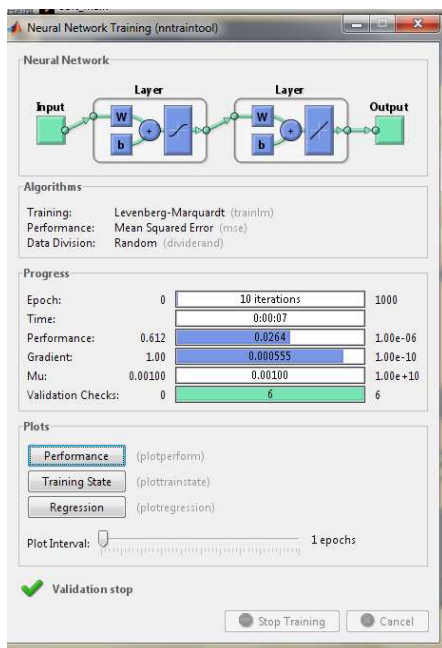 Neural Network Training (nntraintool)
Neural Network
Layer Layer
Input Output
W W
b b
+ +
Algorithms
Training: Levenberg-Marquardt (trainlm)
Performance: Mean Squared Error (mse)
Data Division: Random (dividerand)
Progress
Epoch: 0 10 iterations 1000
Time: 0:00:07
Performance: 0.612 0.0264 1.00e-06
Gradient: 1.00 0.000555 1.00e-10
Mu: 0.00100 0.00100 1.00e+10
Validation Checks: 0 6 6
Plots
Performance (plotperform)
Training State (plottrainstate)
Regression (plotregression)
Plot Interval: 1 epochs
Validation stop
Stop Training Cancel